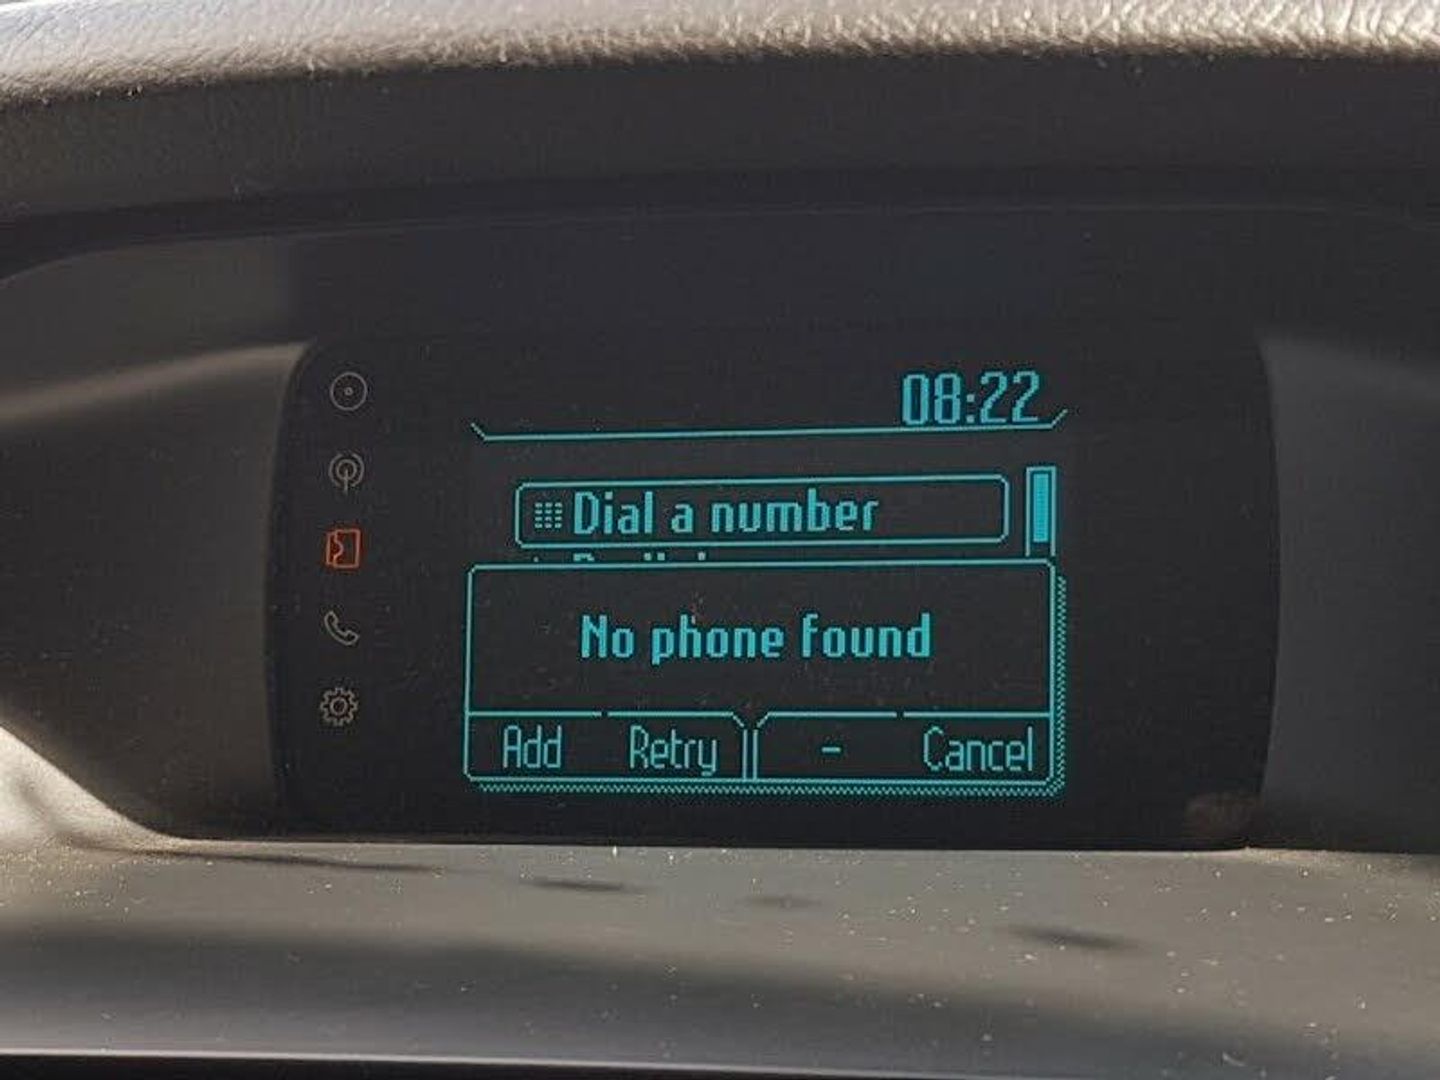 08:22
Dial a number
No phone found
Add Retry - Cancel